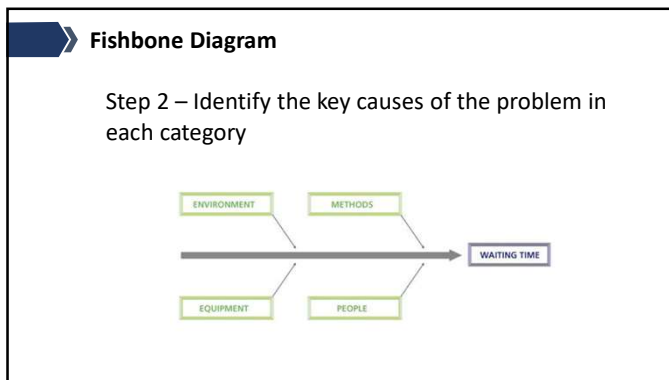 Fishbone Diagram
Step 2 – Identify the key causes of the problem in
each category
ENVIRONMENT
METHODS
WAITING TIME
EQUIPMENT
PEOPLE